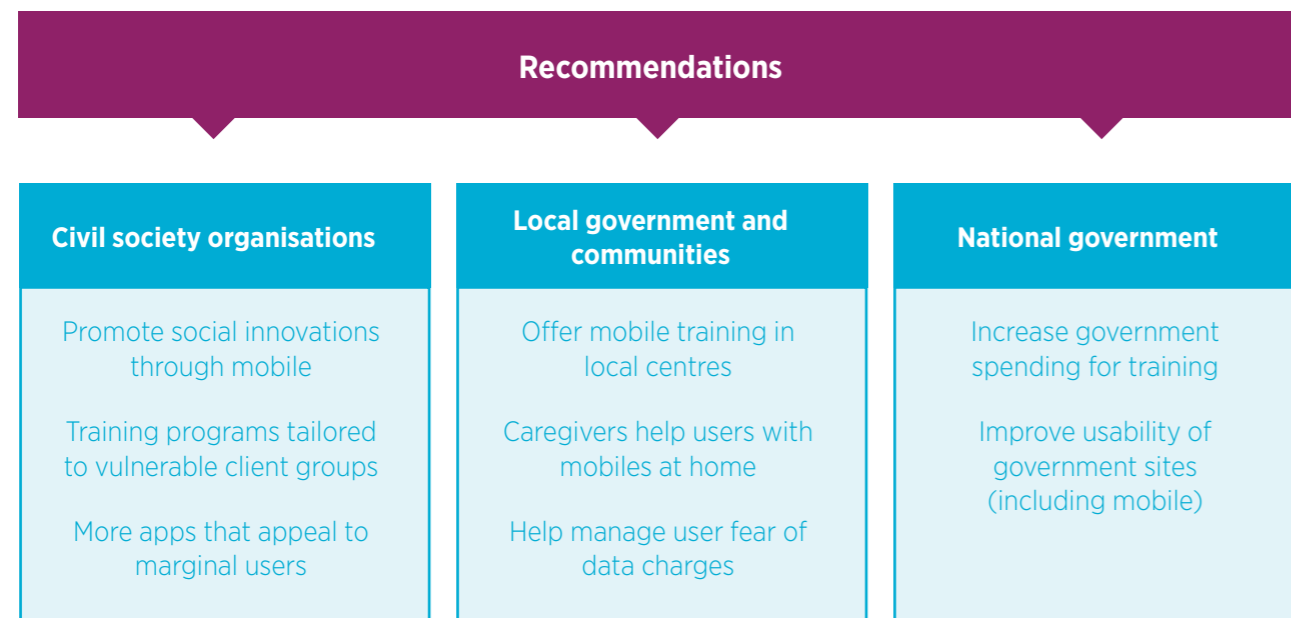 Recommendations
Civil society organisations
Promote social innovations
through mobile
Training programs tailored
to vulnerable client groups
More apps that appeal to
marginal users
Local government and
communities
Offer mobile training in
local centres
Caregivers help users with
mobiles at home
Help manage user fear of
data charges
National government
Increase government
spending for training
Improve usability of
government sites
(including mobile)